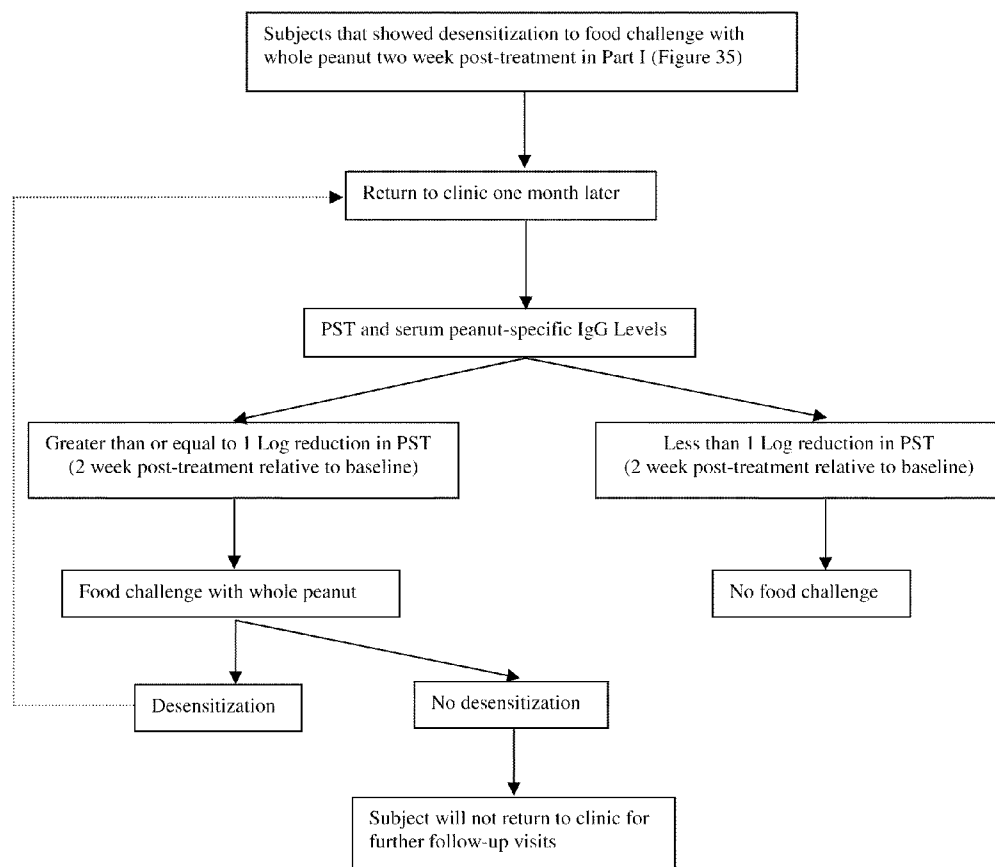 Subjects that showed desensitization to food challenge with
whole peanut two week post-treatment in Part I (Figure 35)
Return to clinic one month later
PST and serum peanut-specific IgG Levels
Greater than or equal to 1 Log reduction in PST
(2 week post-treatment relative to baseline)
Less than 1 Log reduction in PST
(2 week post-treatment relative to baseline)
Food challenge with whole peanut
No food challenge
Desensitization
No desensitization
Subject will not return to clinic for
further follow-up visits